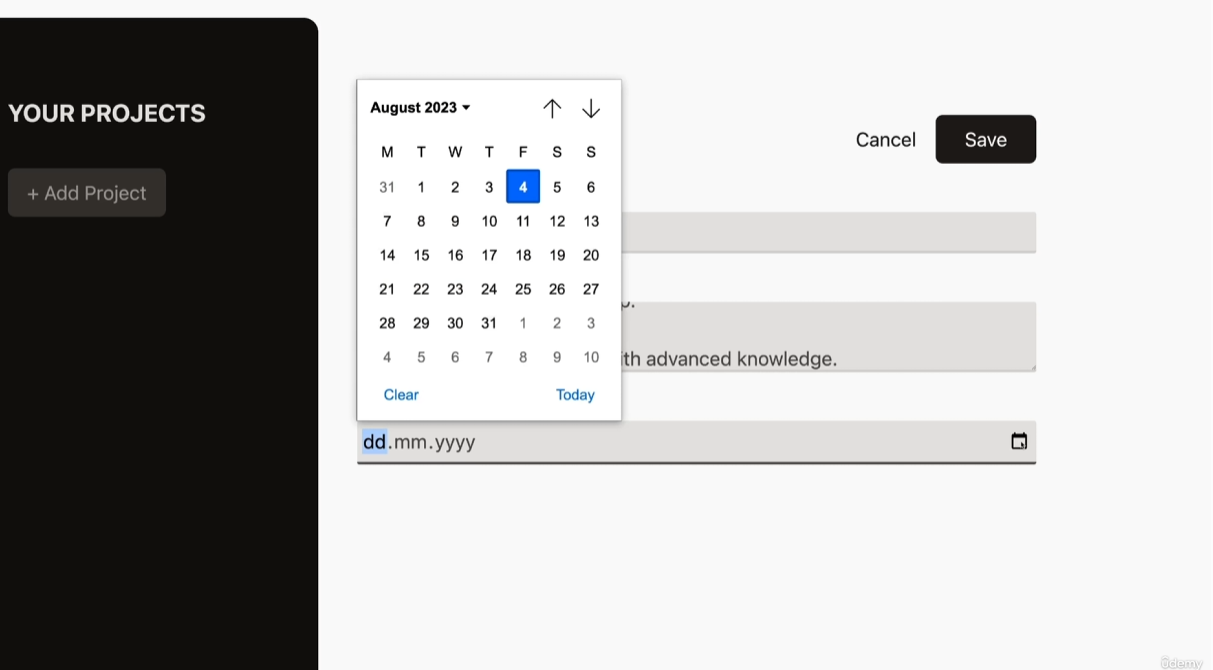 YOUR PROJECTS
+ Add Project
August 2023
M T W T F S S
31 1 2 3 4 5 6
7 8 9 10 11 12 13
14 15 16 17 18 19 20
21 22 23 24 25 26 27
28 29 30 31 1 2 3
4 5 6 7 8 9 10
Clear Today
Cancel Save
th advanced knowledge.
dd.mm.yyyy
ûdemy